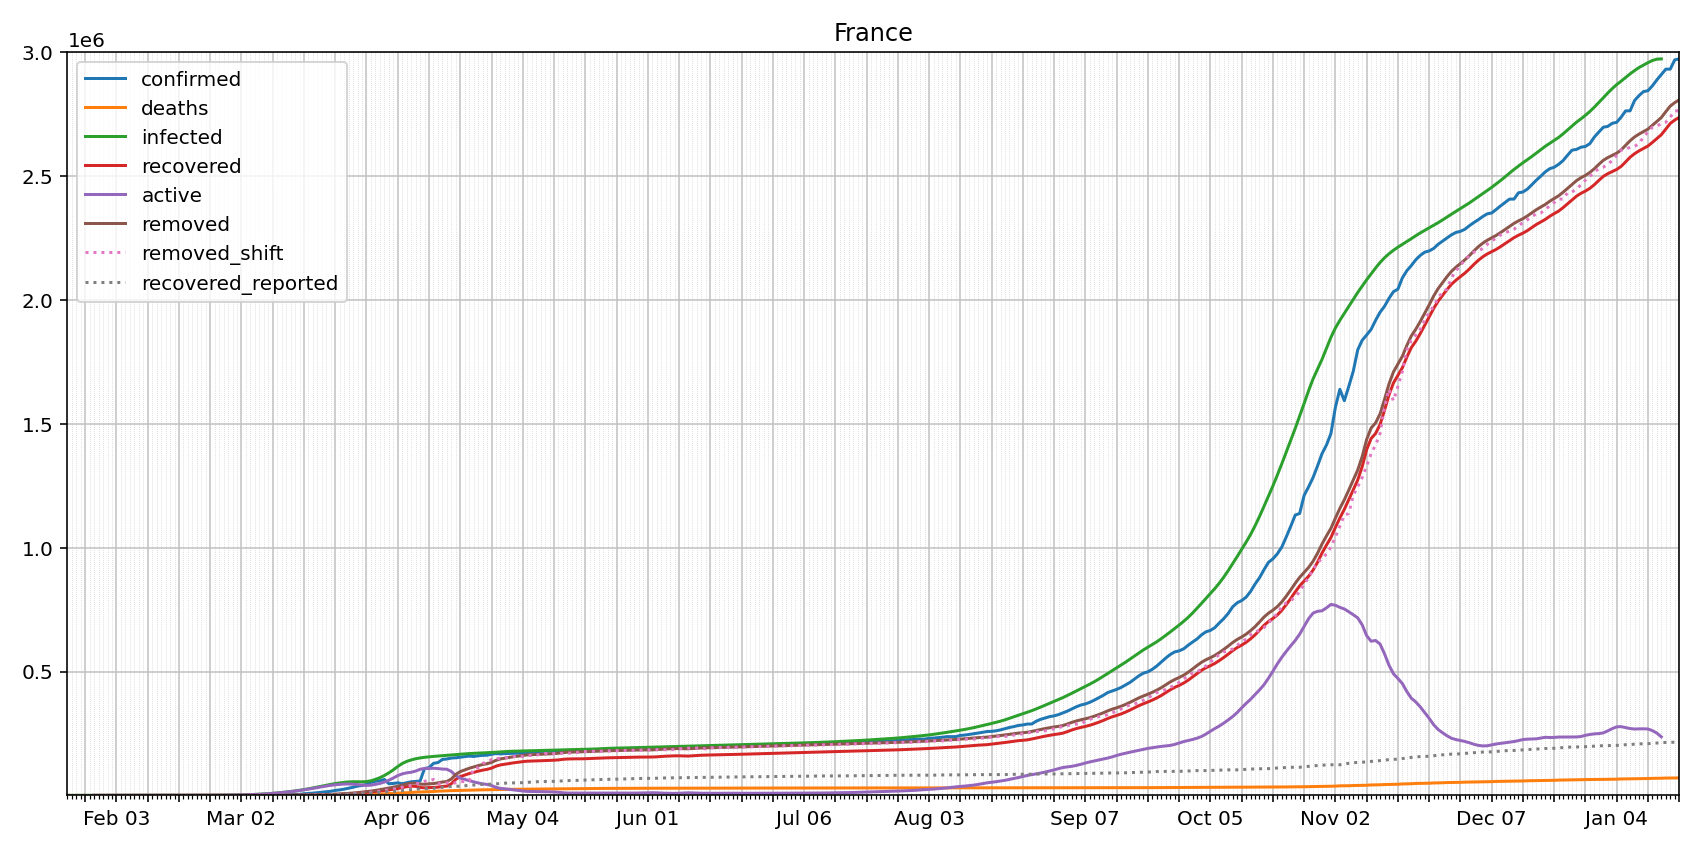 France
1e6
3.0
2.5
2.0
1.5
1.0
0.5
confirmed
deaths
infected
recovered
active
removed
removed_shift
recovered_reported
Feb 03 Mar 02 Apr 06 May 04 Jun 01 Jul 06 Aug 03 Sep 07 Oct 05 Nov 02 Dec 07 Jan 04